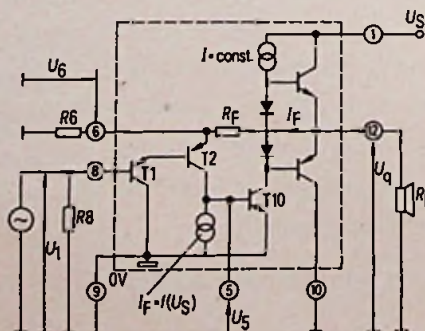 I = const.
1
U_S
U_6
R6
6
R_F
I_F
12
T2
8
T1
T10
U_q
R8
U_1
I_F = f(U_S)
0V
9
5
U_5
10